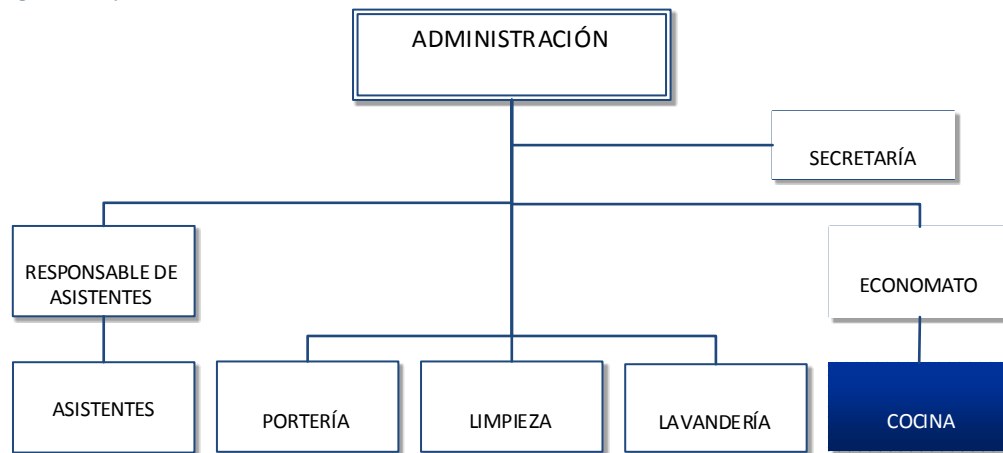 ADMINISTRACIÓN
SECRETARÍA
RESPONSABLE DE
ASISTENTES
ECONOMATO
ASISTENTES
PORTERÍA
LIMPIEZA
LAVANDERÍA
COCINA